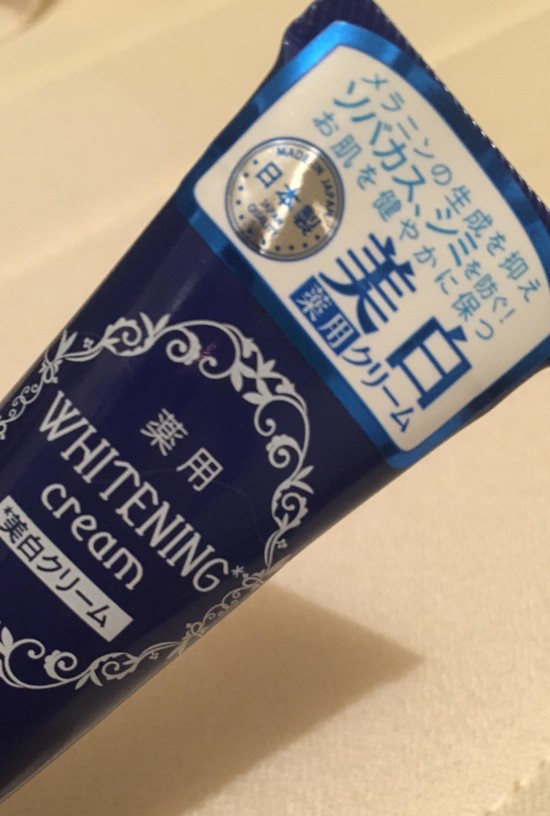 メラニンの生成を抑え
ソバカス、シミを防ぐ!
お肌を健やかに保つ
MADE IN JAPAN
日本製
美白
薬用クリーム
薬用
WHITENING*
cream
*美白クリーム